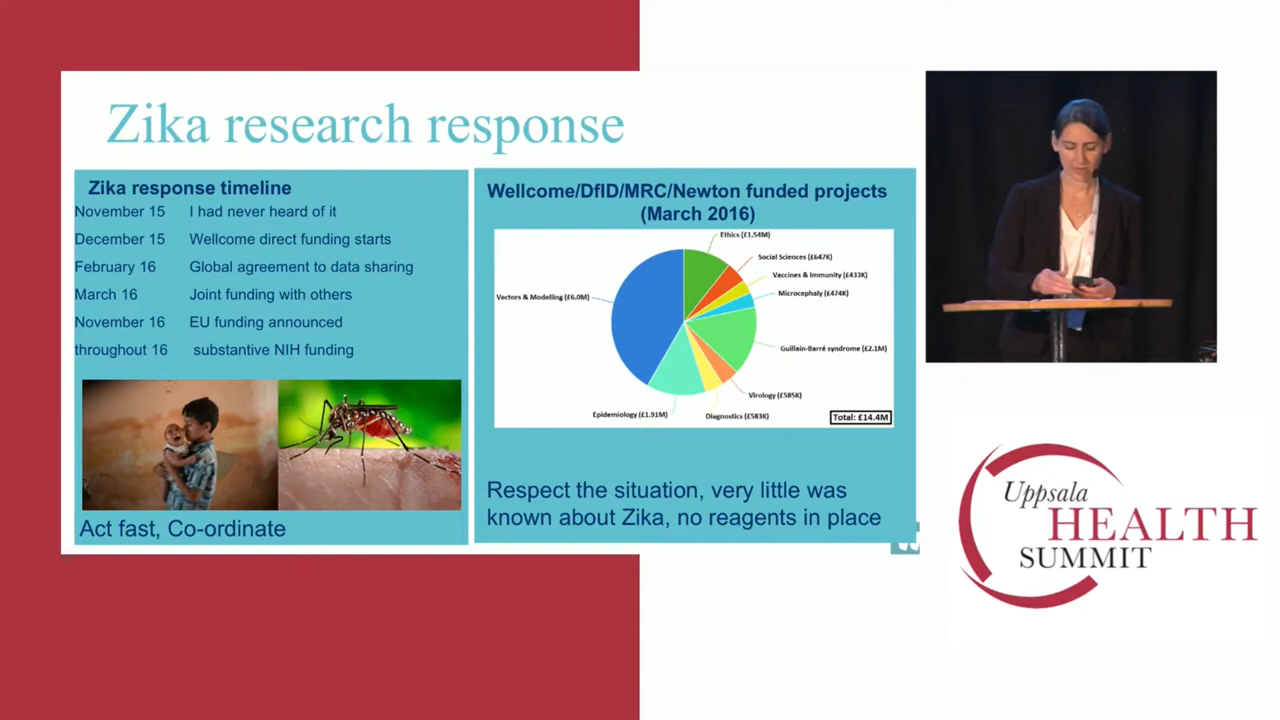 Zika research response
Zika response timeline
November 15 I had never heard of it
December 15 Wellcome direct funding starts
February 16 Global agreement to data sharing
March 16 Joint funding with others
November 16 EU funding announced
throughout 16 substantive NIH funding
Act fast, Co-ordinate
Wellcome/DfID/MRC/Newton funded projects
(March 2016)
Ethics (£1.54M)
Social Sciences (£647K)
Vaccines & Immunity (£433K)
Microcephaly (£474K)
Vectors & Modelling (£6.0M)
Guillain-Barré syndrome (£2.1M)
Virology (£585K)
Diagnostics (£583K)
Epidemiology (£1.91M)
Total: £14.4M
Respect the situation, very little was
known about Zika, no reagents in place
Uppsala
HEALTH
SUMMIT